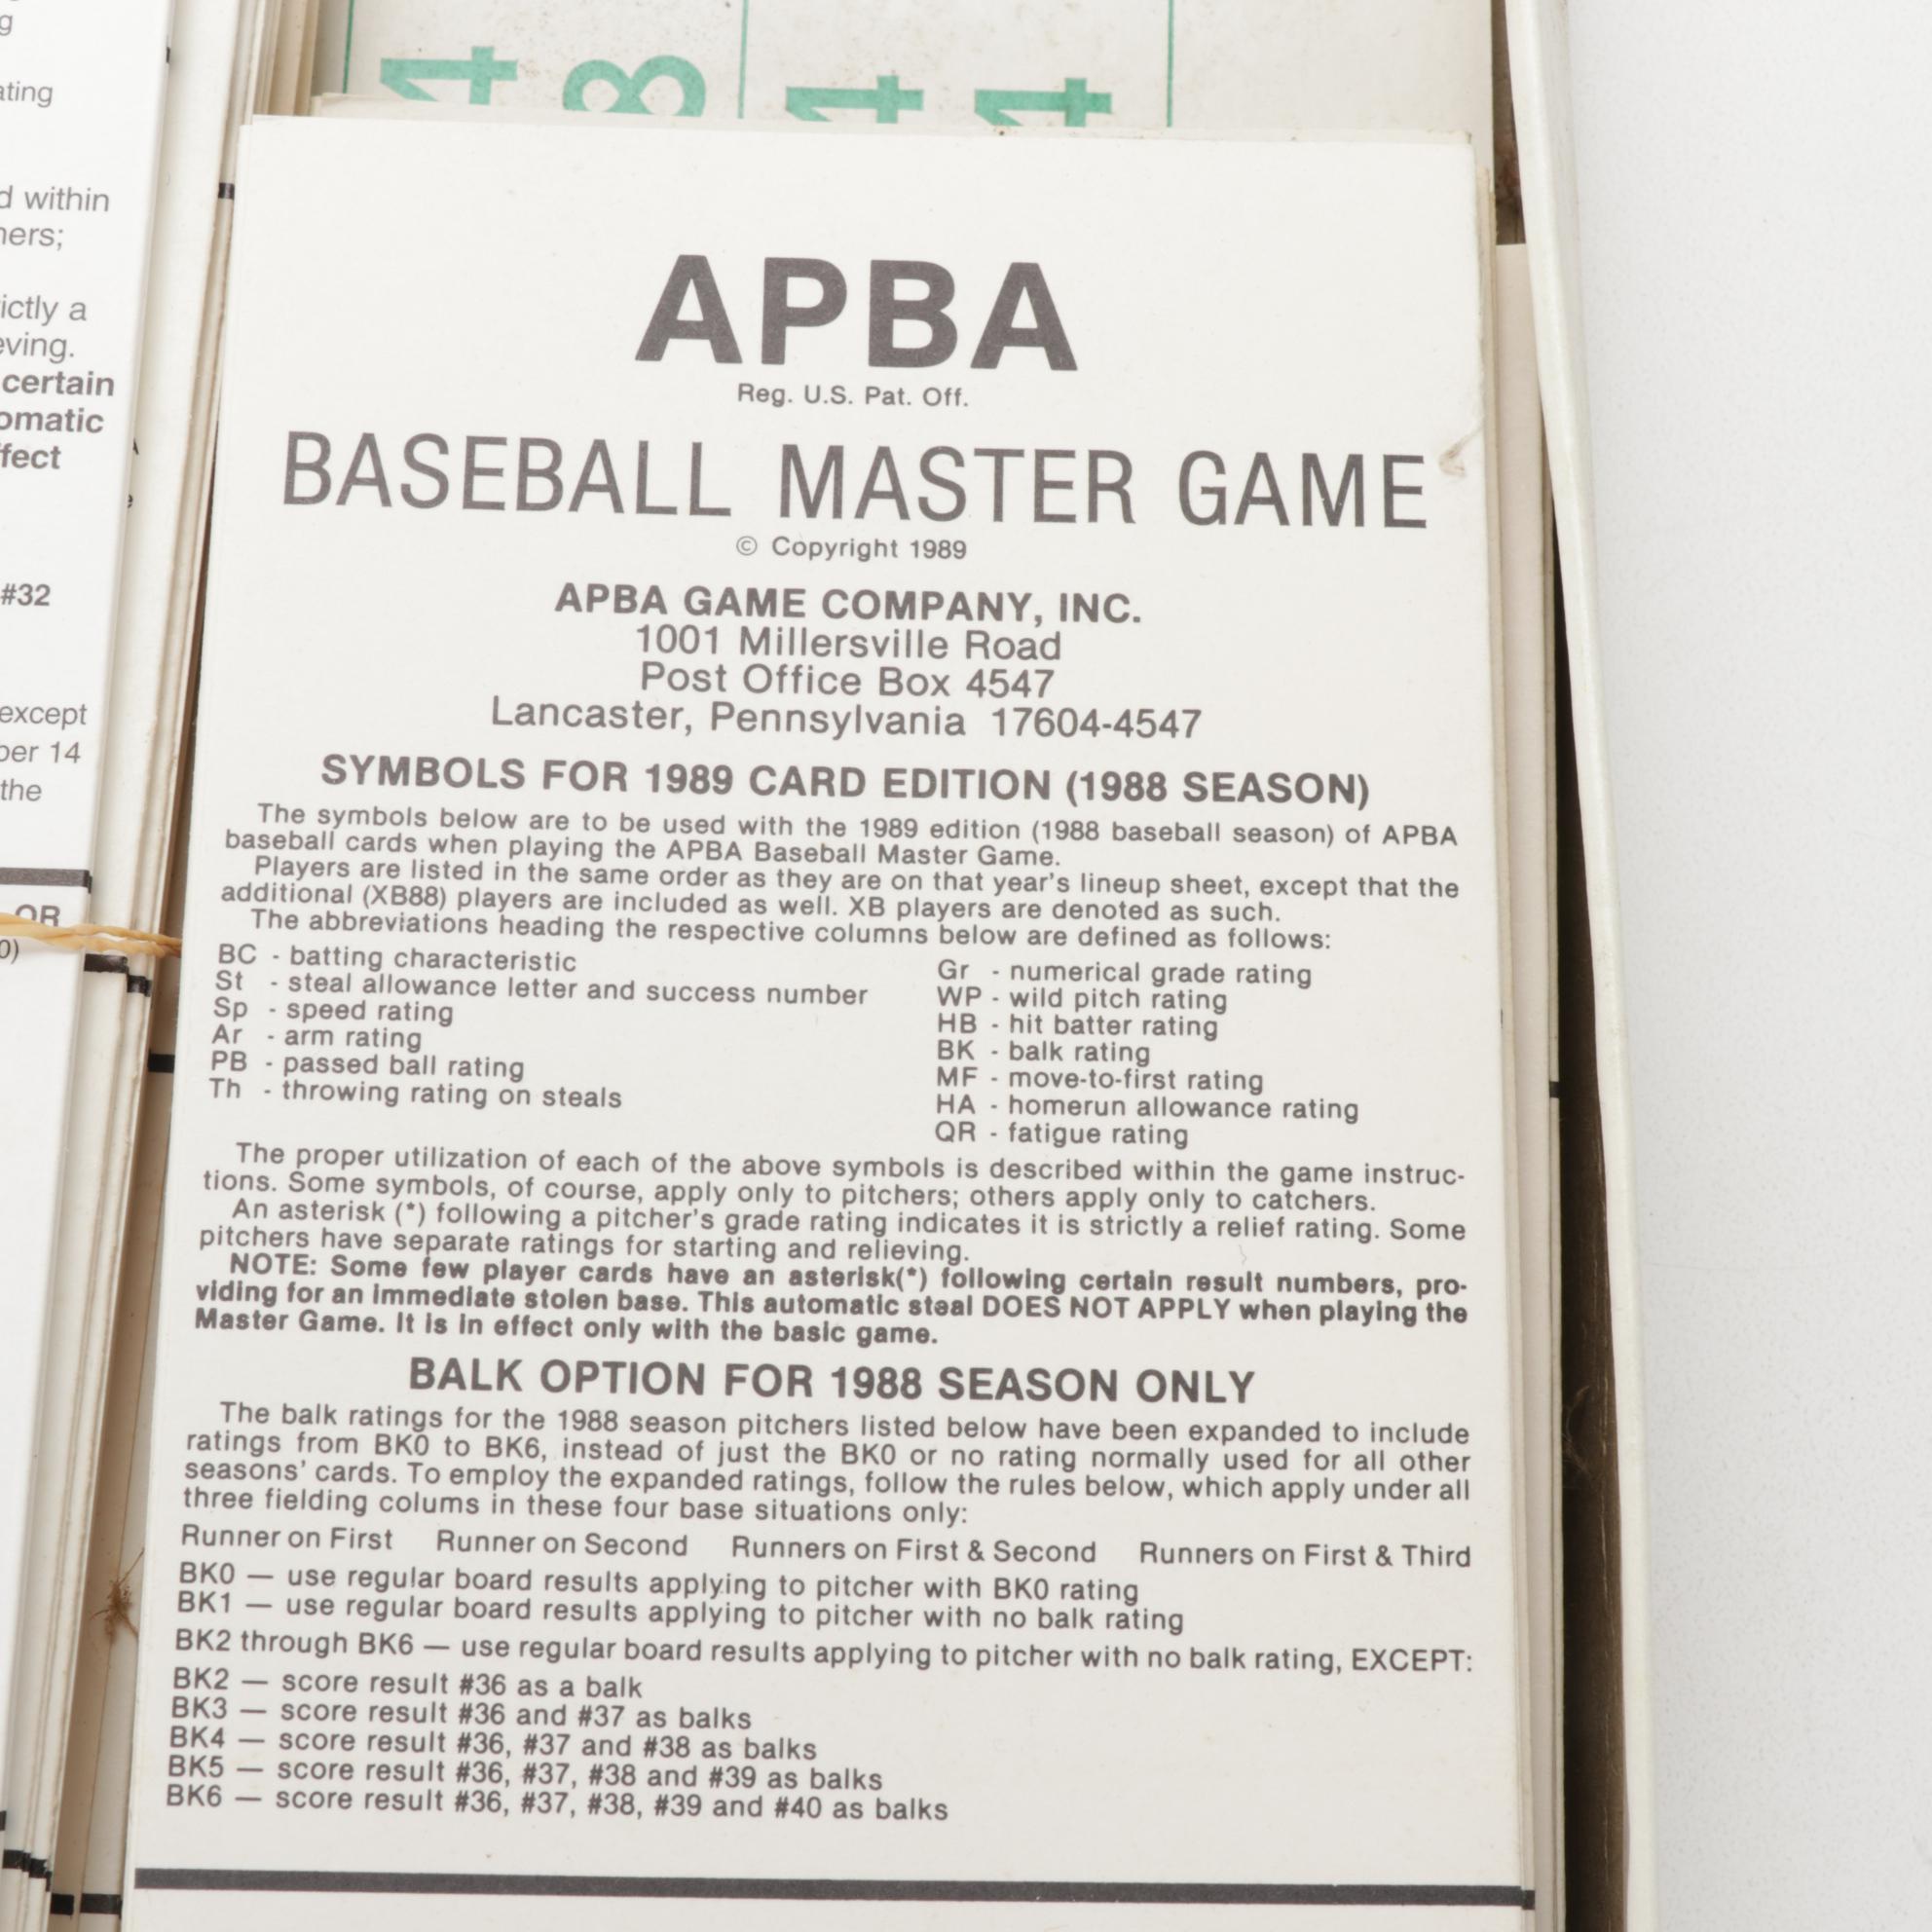 g
ating
d within
ners;
ictly a
eving.
certain
omatic
ffect
#32
except
ber 14
the
OR
0)
4
8
4
4
APBA
Reg. U.S. Pat. Off.
BASEBALL MASTER GAME
© Copyright 1989
APBA GAME COMPANY, INC.
1001 Millersville Road
Post Office Box 4547
Lancaster, Pennsylvania 17604-4547
SYMBOLS FOR 1989 CARD EDITION (1988 SEASON)
The symbols below are to be used with the 1989 edition (1988 baseball season) of APBA
baseball cards when playing the APBA Baseball Master Game.
Players are listed in the same order as they are on that year's lineup sheet, except that the
additional (XB88) players are included as well. XB players are denoted as such.
The abbreviations heading the respective columns below are defined as follows:
BC - batting characteristic
St - steal allowance letter and success number
Sp - speed rating
Ar - arm rating
PB - passed ball rating
Th - throwing rating on steals
Gr - numerical grade rating
WP - wild pitch rating
HB - hit batter rating
BK - balk rating
MF - move-to-first rating
HA - homerun allowance rating
QR - fatigue rating
The proper utilization of each of the above symbols is described within the game instruc-
tions. Some symbols, of course, apply only to pitchers; others apply only to catchers.
An asterisk (*) following a pitcher's grade rating indicates it is strictly a relief rating. Some
pitchers have separate ratings for starting and relieving.
NOTE: Some few player cards have an asterisk(*) following certain result numbers, pro-
viding for an immediate stolen base. This automatic steal DOES NOT APPLY when playing the
Master Game. It is in effect only with the basic game.
BALK OPTION FOR 1988 SEASON ONLY
The balk ratings for the 1988 season pitchers listed below have been expanded to include
ratings from BK0 to BK6, instead of just the BK0 or no rating normally used for all other
seasons' cards. To employ the expanded ratings, follow the rules below, which apply under all
three fielding colums in these four base situations only:
Runner on First Runner on Second Runners on First & Second Runners on First & Third
BK0 — use regular board results applying to pitcher with BK0 rating
BK1 — use regular board results applying to pitcher with no balk rating
BK2 through BK6 — use regular board results applying to pitcher with no balk rating, EXCEPT:
BK2 — score result #36 as a balk
BK3 — score result #36 and #37 as balks
BK4 — score result #36, #37 and #38 as balks
BK5 — score result #36, #37, #38 and #39 as balks
BK6 — score result #36, #37, #38, #39 and #40 as balks